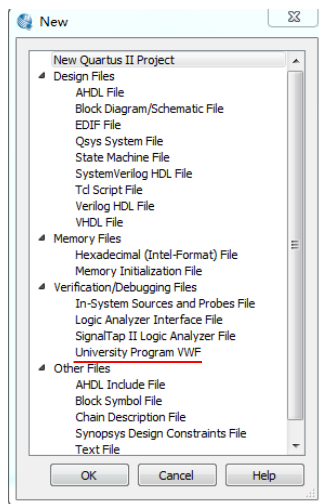 New
New Quartus II Project
Design Files
AHDL File
Block Diagram/Schematic File
EDIF File
Qsys System File
State Machine File
SystemVerilog HDL File
Tcl Script File
Verilog HDL File
VHDL File
Memory Files
Hexadecimal (Intel-Format) File
Memory Initialization File
Verification/Debugging Files
In-System Sources and Probes File
Logic Analyzer Interface File
SignalTap II Logic Analyzer File
University Program VWF
Other Files
AHDL Include File
Block Symbol File
Chain Description File
Synopsys Design Constraints File
Text File
OK Cancel Help